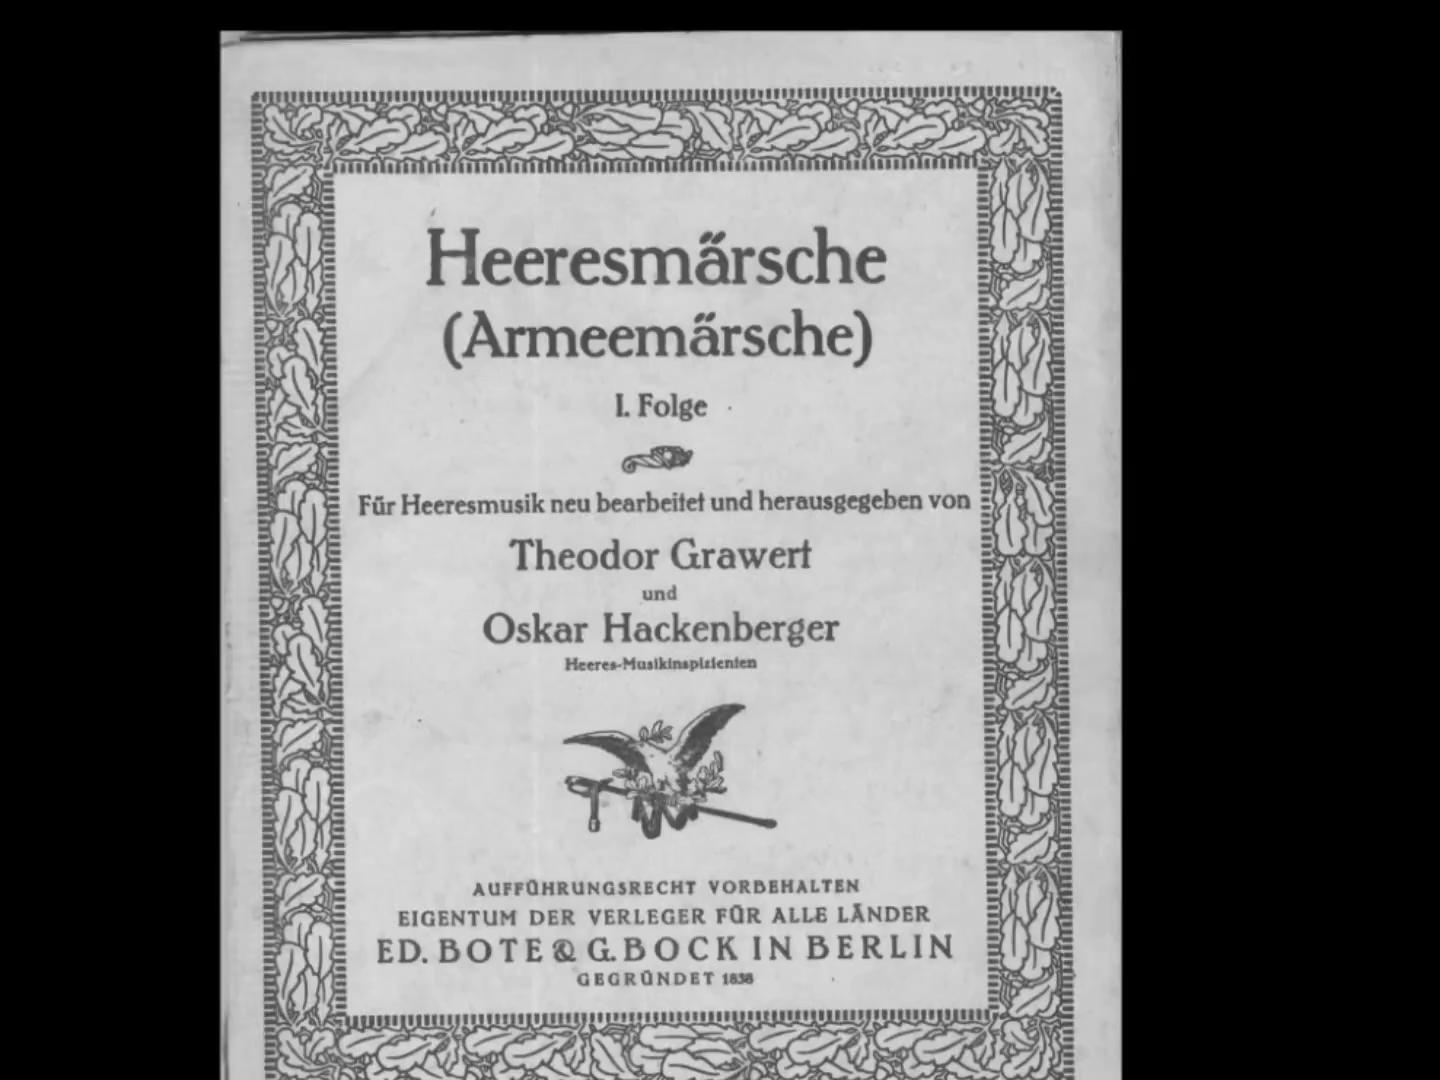 Heeresmärsche
(Armeemärsche)
I. Folge
Für Heeresmusik neu bearbeitet und herausgegeben von
Theodor Grawert
und
Oskar Hackenberger
Heeres-Musikinspizienten
AUFFÜHRUNGSRECHT VORBEHALTEN
EIGENTUM DER VERLEGER FÜR ALLE LÄNDER
ED. BOTE & G. BOCK IN BERLIN
GEGRÜNDET 1838